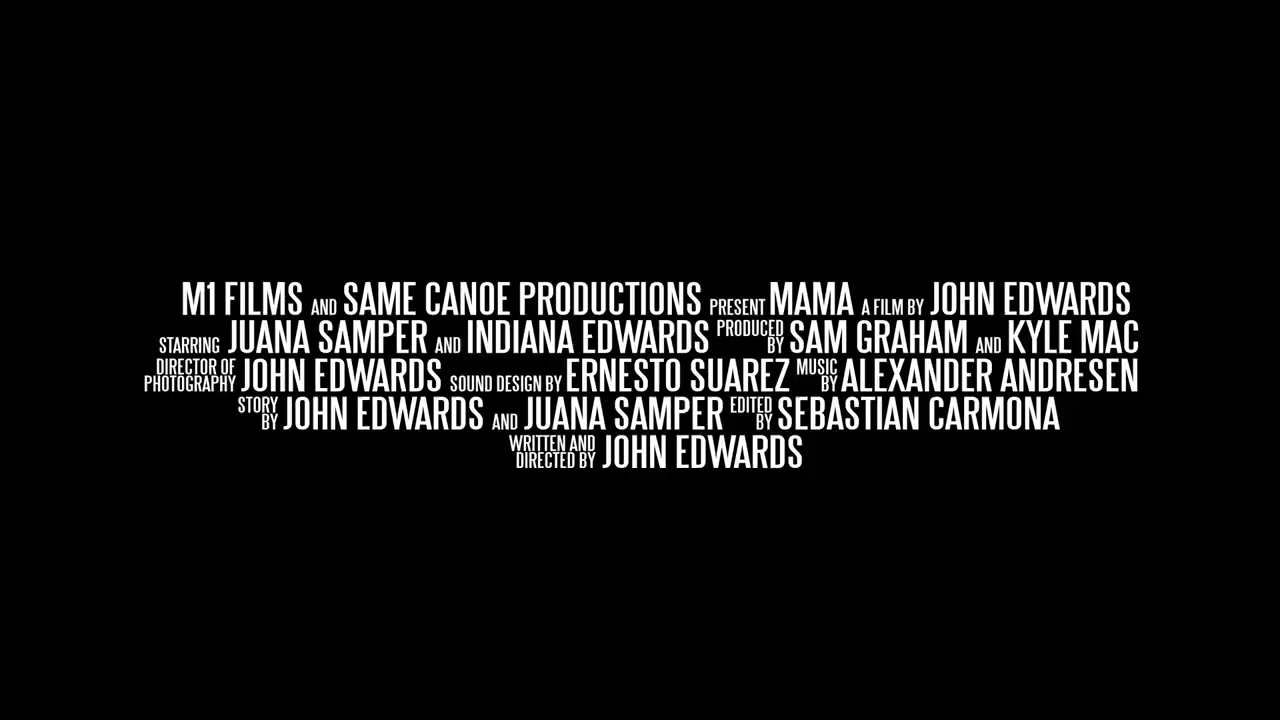 M1 FILMS AND SAME CANOE PRODUCTIONS PRESENT MAMA A FILM BY JOHN EDWARDS
STARRING JUANA SAMPER AND INDIANA EDWARDS PRODUCED BY SAM GRAHAM AND KYLE MAC
DIRECTOR OF PHOTOGRAPHY JOHN EDWARDS SOUND DESIGN BY ERNESTO SUAREZ MUSIC BY ALEXANDER ANDRESEN
STORY BY JOHN EDWARDS AND JUANA SAMPER EDITED BY SEBASTIAN CARMONA
WRITTEN AND DIRECTED BY JOHN EDWARDS